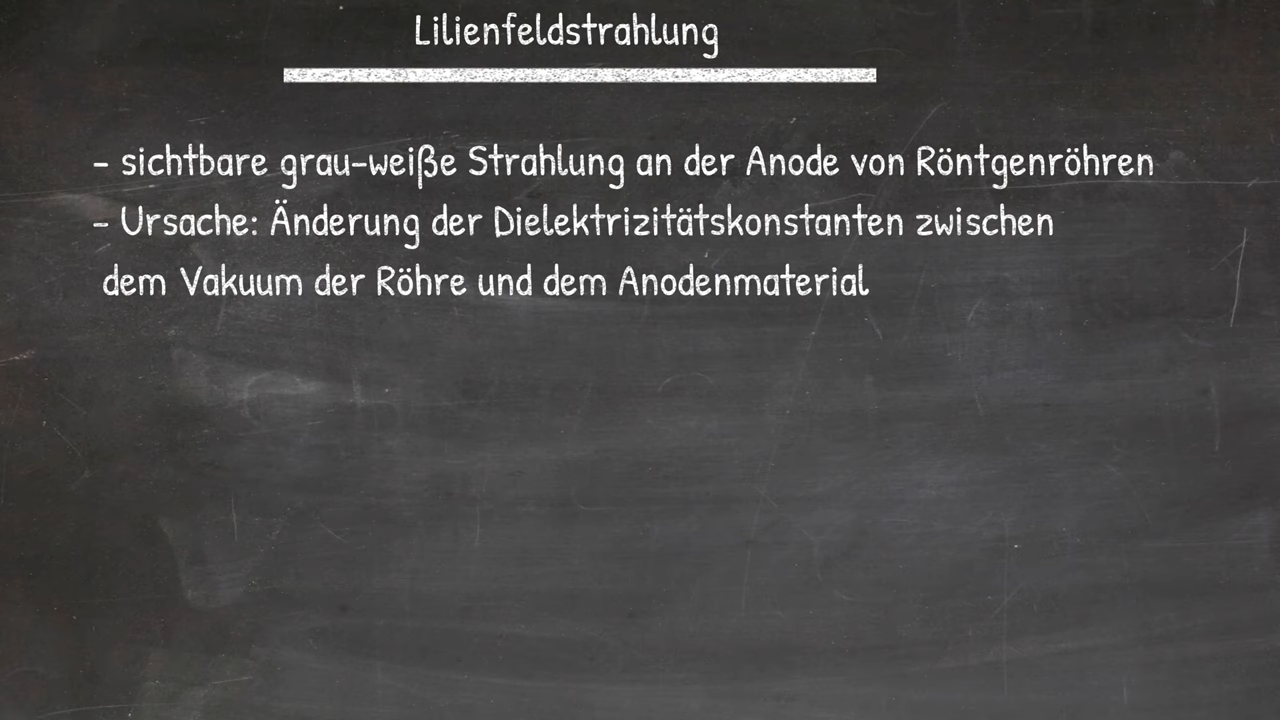 Lilienfeldstrahlung
- sichtbare grau-weiße Strahlung an der Anode von Röntgenröhren
- Ursache: Änderung der Dielektrizitätskonstanten zwischen
dem Vakuum der Röhre und dem Anodenmaterial